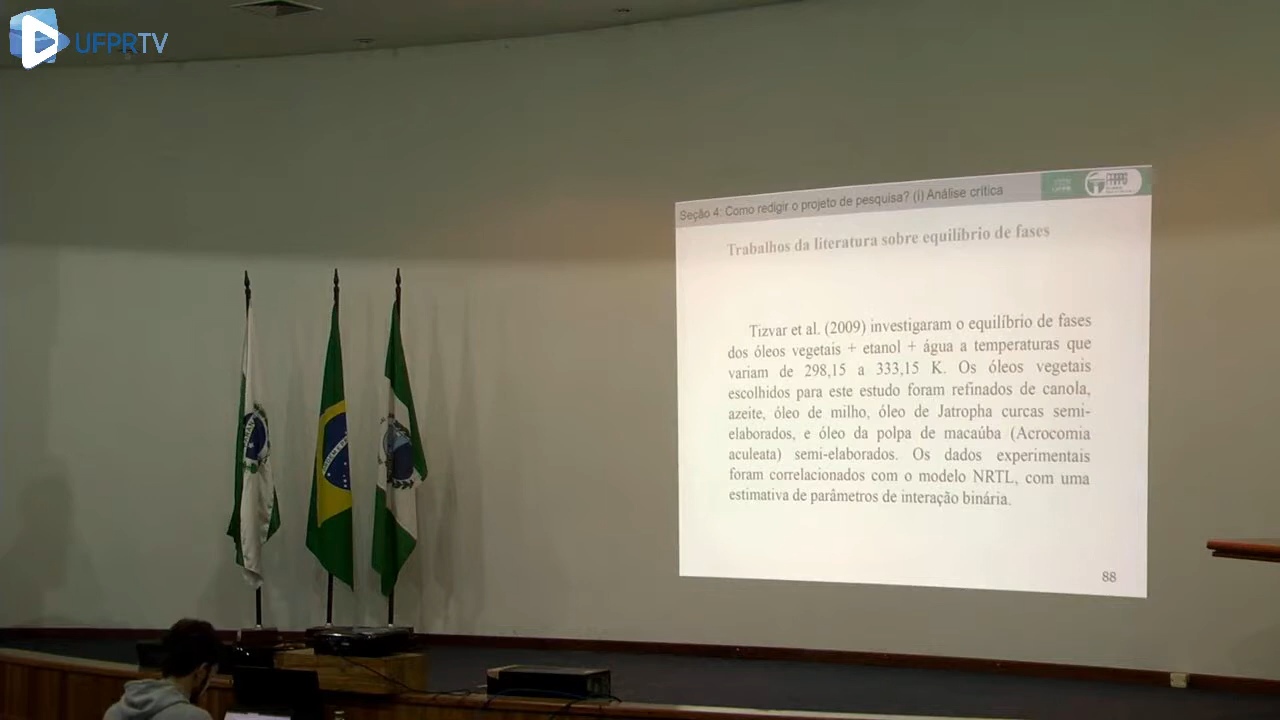 UFPRTV
Seção 4: Como redigir o projeto de pesquisa? (i) Análise crítica
UFPR
PRPPG
Trabalhos da literatura sobre equilíbrio de fases
Tizvar et al. (2009) investigaram o equilíbrio de fases
dos óleos vegetais + etanol + água a temperaturas que
variam de 298,15 a 333,15 K. Os óleos vegetais
escolhidos para este estudo foram refinados de canola,
azeite, óleo de milho, óleo de Jatropha curcas semi-
elaborados, e óleo da polpa de macaúba (Acrocomia
aculeata) semi-elaborados. Os dados experimentais
foram correlacionados com o modelo NRTL, com uma
estimativa de parâmetros de interação binária.
88